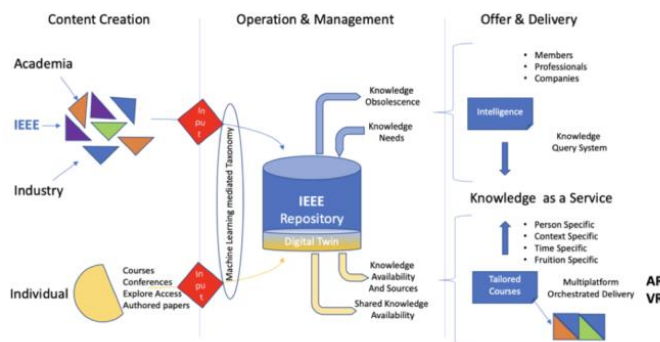 Content Creation
Operation & Management
Offer & Delivery
Academia
IEEE
Industry
Individual
Courses
Conferences
Explore Access
Authored papers
In
pu
t
In
pu
t
Machine Learning mediated Taxonomy
Knowledge
Obsolescence
Knowledge
Needs
IEEE
Repository
Digital Twin
Knowledge
Availability
And Sources
Shared Knowledge
Availability
• Members
• Professionals
• Companies
Intelligence
Knowledge
Query System
Knowledge as a Service
• Person Specific
• Context Specific
• Time Specific
• Fruition Specific
Tailored
Courses
Multiplatform
Orchestrated Delivery